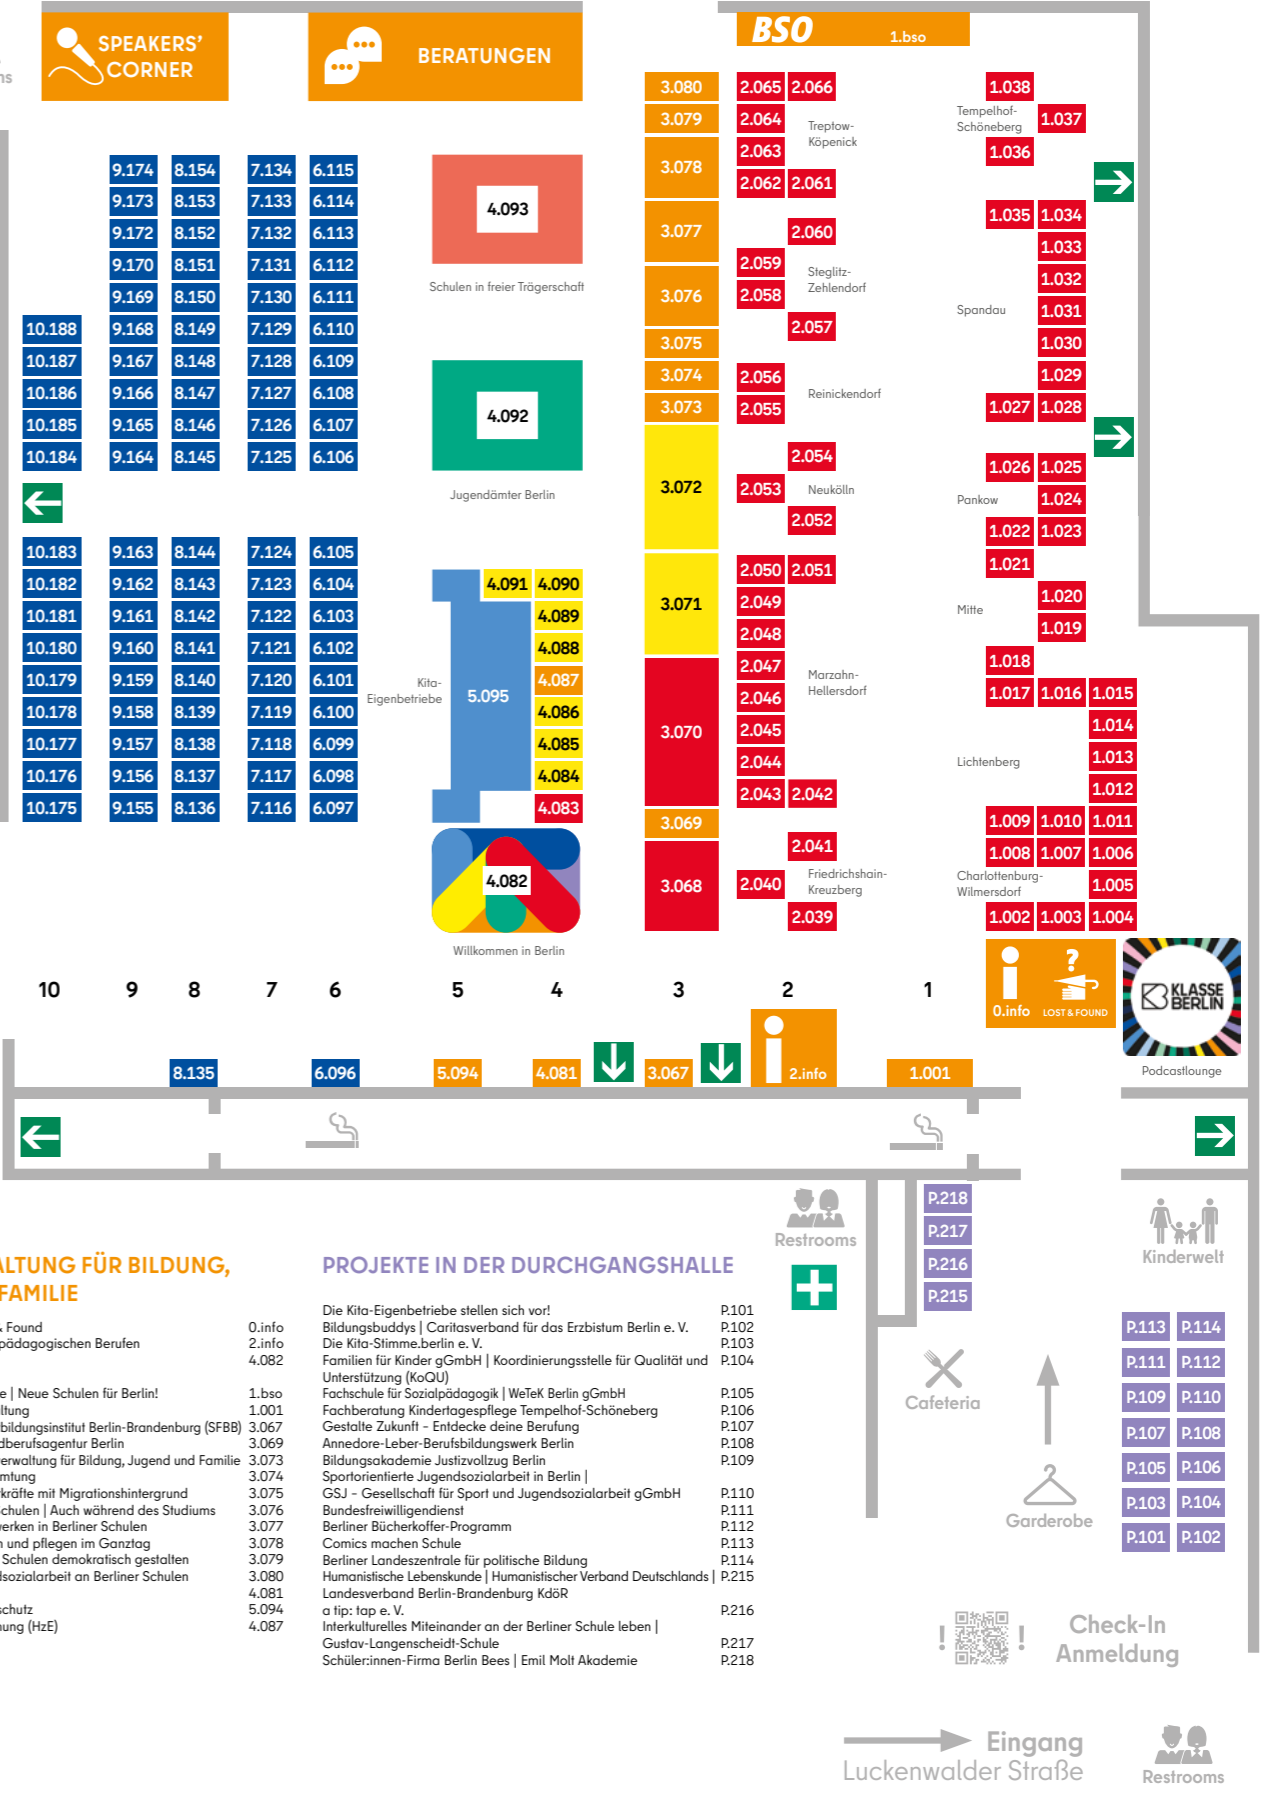 ns
SPEAKERS'
CORNER
BERATUNGEN
BSO
1.bso
3.080 2.065 2.066 1.038
3.079 2.064 1.037
Treptow-
Köpenick
Tempelhof-
Schöneberg
3.078 2.063 1.036
2.062 2.061
9.174 8.154 7.134 6.115
9.173 8.153 7.133 6.114
9.172 8.152 7.132 6.113
9.170 8.151 7.131 6.112
9.169 8.150 7.130 6.111
10.188 9.168 8.149 7.129 6.110
10.187 9.167 8.148 7.128 6.109
10.186 9.166 8.147 7.127 6.108
10.185 9.165 8.146 7.126 6.107
10.184 9.164 8.145 7.125 6.106
10.183 9.163 8.144 7.124 6.105
10.182 9.162 8.143 7.123 6.104
10.181 9.161 8.142 7.122 6.103
10.180 9.160 8.141 7.121 6.102
10.179 9.159 8.140 7.120 6.101
10.178 9.158 8.139 7.119 6.100
10.177 9.157 8.138 7.118 6.099
10.176 9.156 8.137 7.117 6.098
10.175 9.155 8.136 7.116 6.097
4.093
Schulen in freier Trägerschaft
4.092
Jugendämter Berlin
4.091 4.090
4.089
4.088
4.087
4.086
4.085
4.084
4.083
Kita-
Eigenbetriebe
5.095
4.082
Willkommen in Berlin
3.077
3.076
3.075
3.074
3.073
3.072
3.071
3.070
3.069
3.068
2.060
2.059
2.058
Steglitz-
Zehlendorf
2.057
2.056
2.055
Reinickendorf
2.054
2.053
Neukölln
2.052
2.050 2.051
2.049
2.048
2.047
2.046
Marzahn-
Hellersdorf
2.045
2.044
2.043 2.042
2.041
2.040
Friedrichshain-
Kreuzberg
2.039
1.035 1.034
1.033
1.032
Spandau
1.031
1.030
1.029
1.027 1.028
1.026 1.025
Pankow
1.024
1.022 1.023
1.021
Mitte
1.020
1.019
1.018
1.017 1.016 1.015
1.014
Lichtenberg
1.013
1.012
1.009 1.010 1.011
1.008 1.007 1.006
Charlottenburg-
Wilmersdorf
1.005
1.002 1.003 1.004
0.info
?
LOST & FOUND
KLASSE
BERLIN
Podcastlounge
10 9 8 7 6 5 4 3 2 1
8.135 6.096 5.094 4.081 3.067 2.info 1.001
Restrooms
P.218
P.217
P.216
P.215
Kinderwelt
Cafeteria
Garderobe
P.113 P.114
P.111 P.112
P.109 P.110
P.107 P.108
P.105 P.106
P.103 P.104
P.101 P.102
ALTUNG FÜR BILDUNG,
FAMILIE
& Found 0.info
pädagogischen Berufen 2.info
4.082
e | Neue Schulen für Berlin! 1.bso
ltung 1.001
bildungsinstitut Berlin-Brandenburg (SFBB) 3.067
dberufsagentur Berlin 3.069
erwaltung für Bildung, Jugend und Familie 3.073
mtung 3.074
kräfte mit Migrationshintergrund 3.075
chulen | Auch während des Studiums 3.076
erken in Berliner Schulen 3.077
n und pflegen im Ganztag 3.078
Schulen demokratisch gestalten 3.079
dsozialarbeit an Berliner Schulen 3.080
4.081
schutz 5.094
nung (HzE) 4.087
PROJEKTE IN DER DURCHGANGSHALLE
Die Kita-Eigenbetriebe stellen sich vor! P.101
Bildungsbuddys | Caritasverband für das Erzbistum Berlin e. V. P.102
Die Kita-Stimme.berlin e. V. P.103
Familien für Kinder gGmbH | Koordinierungsstelle für Qualität und P.104
Unterstützung (KoQU)
Fachschule für Sozialpädagogik | WeTeK Berlin gGmbH P.105
Fachberatung Kindertagespflege Tempelhof-Schöneberg P.106
Gestalte Zukunft – Entdecke deine Berufung P.107
Annedore-Leber-Berufsbildungswerk Berlin P.108
Bildungsakademie Justizvollzug Berlin P.109
Sportorientierte Jugendsozialarbeit in Berlin |
GSJ – Gesellschaft für Sport und Jugendsozialarbeit gGmbH P.110
Bundesfreiwilligendienst P.111
Berliner Bücherkoffer-Programm P.112
Comics machen Schule P.113
Berliner Landeszentrale für politische Bildung P.114
Humanistische Lebenskunde | Humanistischer Verband Deutschlands | P.215
Landesverband Berlin-Brandenburg KdöR
a tip: tap e. V. P.216
Interkulturelles Miteinander an der Berliner Schule leben |
Gustav-Langenscheidt-Schule P.217
Schüler:innen-Firma Berlin Bees | Emil Molt Akademie P.218
! !
Check-In
Anmeldung
Eingang
Luckenwalder Straße
Restrooms